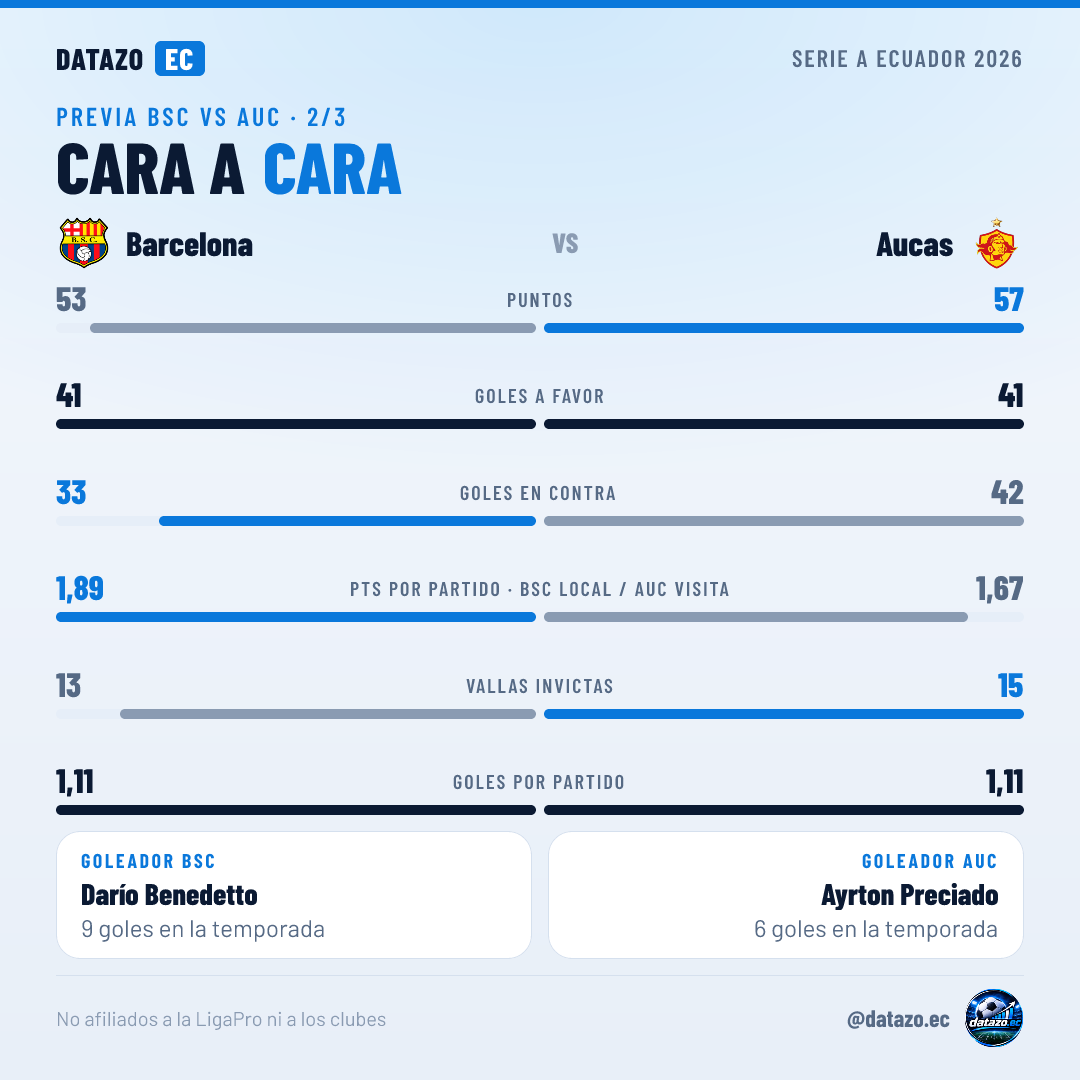 DATAZO EC
SERIE A ECUADOR 2026
PREVIA BSC VS AUC · 2/3
CARA A CARA
B. S. C.
Barcelona VS Aucas
53 PUNTOS 57
41 GOLES A FAVOR 41
33 GOLES EN CONTRA 42
1,89 PTS POR PARTIDO · BSC LOCAL / AUC VISITA 1,67
13 VALLAS INVICTAS 15
1,11 GOLES POR PARTIDO 1,11
GOLEADOR BSC
Darío Benedetto
9 goles en la temporada
GOLEADOR AUC
Ayrton Preciado
6 goles en la temporada
No afiliados a la LigaPro ni a los clubes
@datazo.ec
datazo.ec